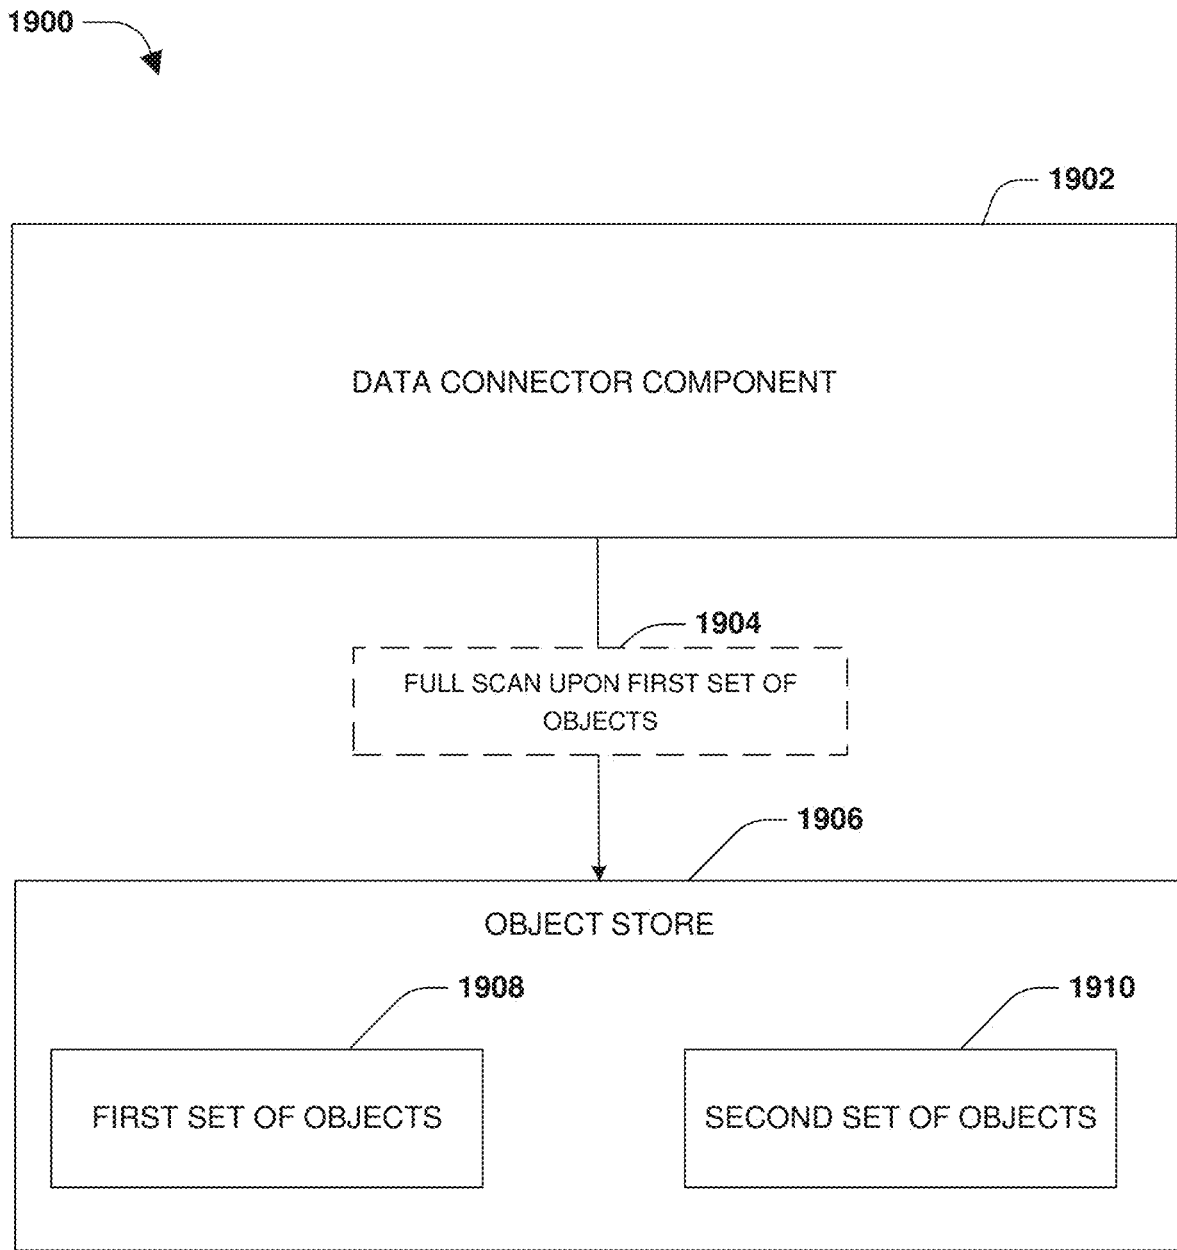 1900
1902
DATA CONNECTOR COMPONENT
1904
FULL SCAN UPON FIRST SET OF
OBJECTS
1906
OBJECT STORE
1908
1910
FIRST SET OF OBJECTS
SECOND SET OF OBJECTS